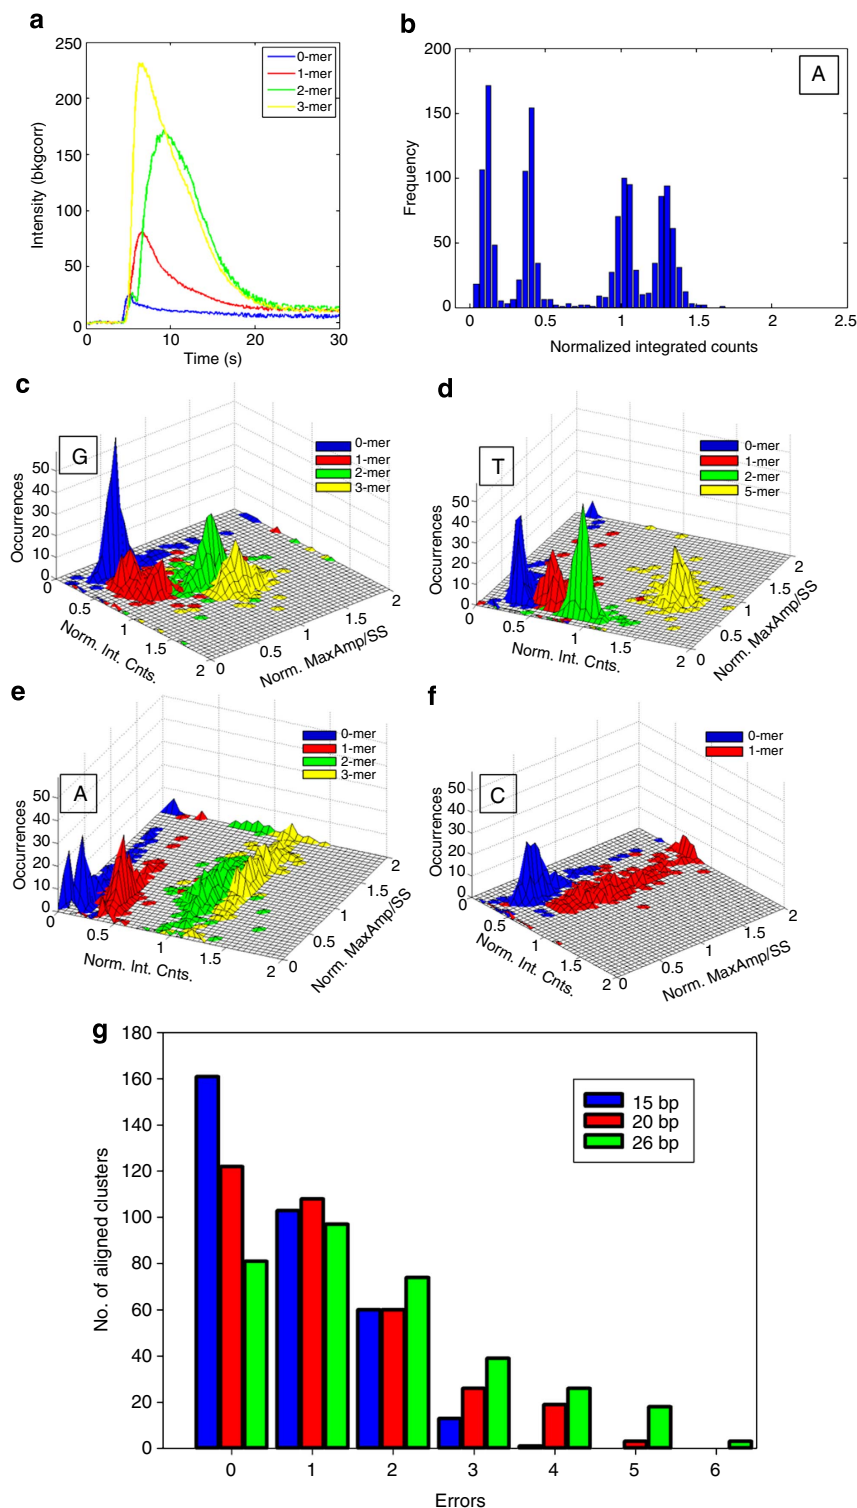 a
250
200
150
100
50
0
0 10 20 30
Intensity (bkgcorr)
Time (s)
0-mer
1-mer
2-mer
3-mer
b
200
150
100
50
0
0 0.5 1 1.5 2 2.5
Frequency
Normalized integrated counts
A
c
G
0-mer
1-mer
2-mer
3-mer
Occurrences
50
40
30
20
10
0
0 0.5 1 1.5 2
Norm. Int. Cnts.
0 0.5 1 1.5 2
Norm. MaxAmp/SS
d
T
0-mer
1-mer
2-mer
5-mer
Occurrences
50
40
30
20
10
0
0 0.5 1 1.5 2
Norm. Int. Cnts.
0 0.5 1 1.5 2
Norm. MaxAmp/SS
e
A
0-mer
1-mer
2-mer
3-mer
Occurrences
50
40
30
20
10
0
0 0.5 1 1.5 2
Norm. Int. Cnts.
0 0.5 1 1.5 2
Norm. MaxAmp/SS
f
C
0-mer
1-mer
Occurrences
50
40
30
20
10
0
0 0.5 1 1.5 2
Norm. Int. Cnts.
0 0.5 1 1.5 2
Norm. MaxAmp/SS
g
180
160
140
120
100
80
60
40
20
0
No. of aligned clusters
15 bp
20 bp
26 bp
0 1 2 3 4 5 6
Errors